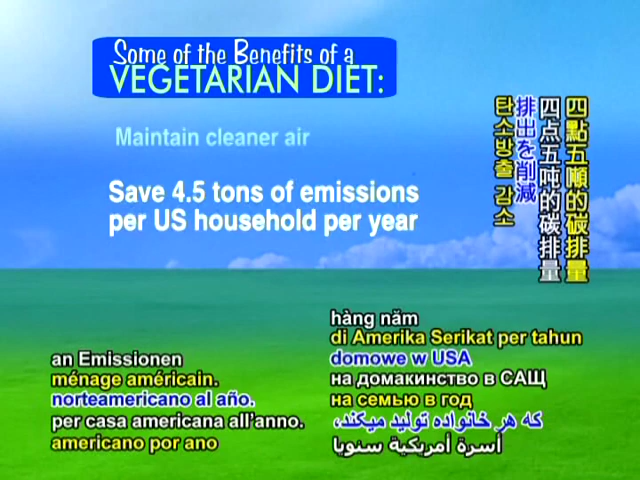 Some of the Benefits of a
VEGETARIAN DIET:
Maintain cleaner air
Save 4.5 tons of emissions
per US household per year
四點五噸的碳排量
四点五吨的碳排量
排出を削減
탄소방출 감소
an Emissionen
ménage américain.
norteamericano al año.
per casa americana all'anno.
americano por ano
hàng năm
di Amerika Serikat per tahun
domowe w USA
на домакинство в САЩ
на семью в год
که هر خانواده تولید میکند،
أسرة أمريكية سنويا